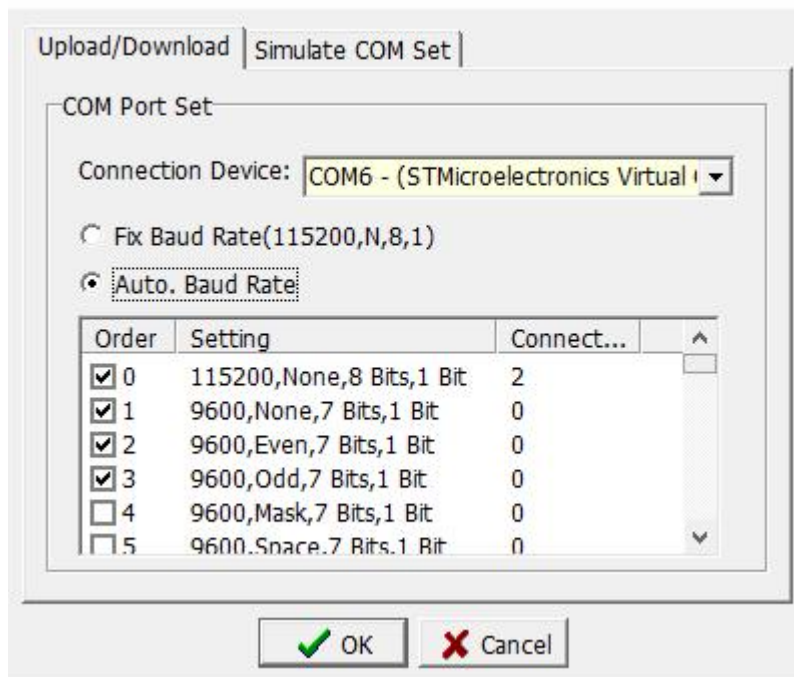 Upload/Download Simulate COM Set
COM Port Set
Connection Device: COM6 - (STMicroelectronics Virtual
Fix Baud Rate(115200,N,8,1)
Auto. Baud Rate
Order Setting Connect...
0 115200,None,8 Bits,1 Bit 2
1 9600,None,7 Bits,1 Bit 0
2 9600,Even,7 Bits,1 Bit 0
3 9600,Odd,7 Bits,1 Bit 0
4 9600,Mask,7 Bits,1 Bit 0
5 9600,Space,7 Bits,1 Bit 0
OK Cancel